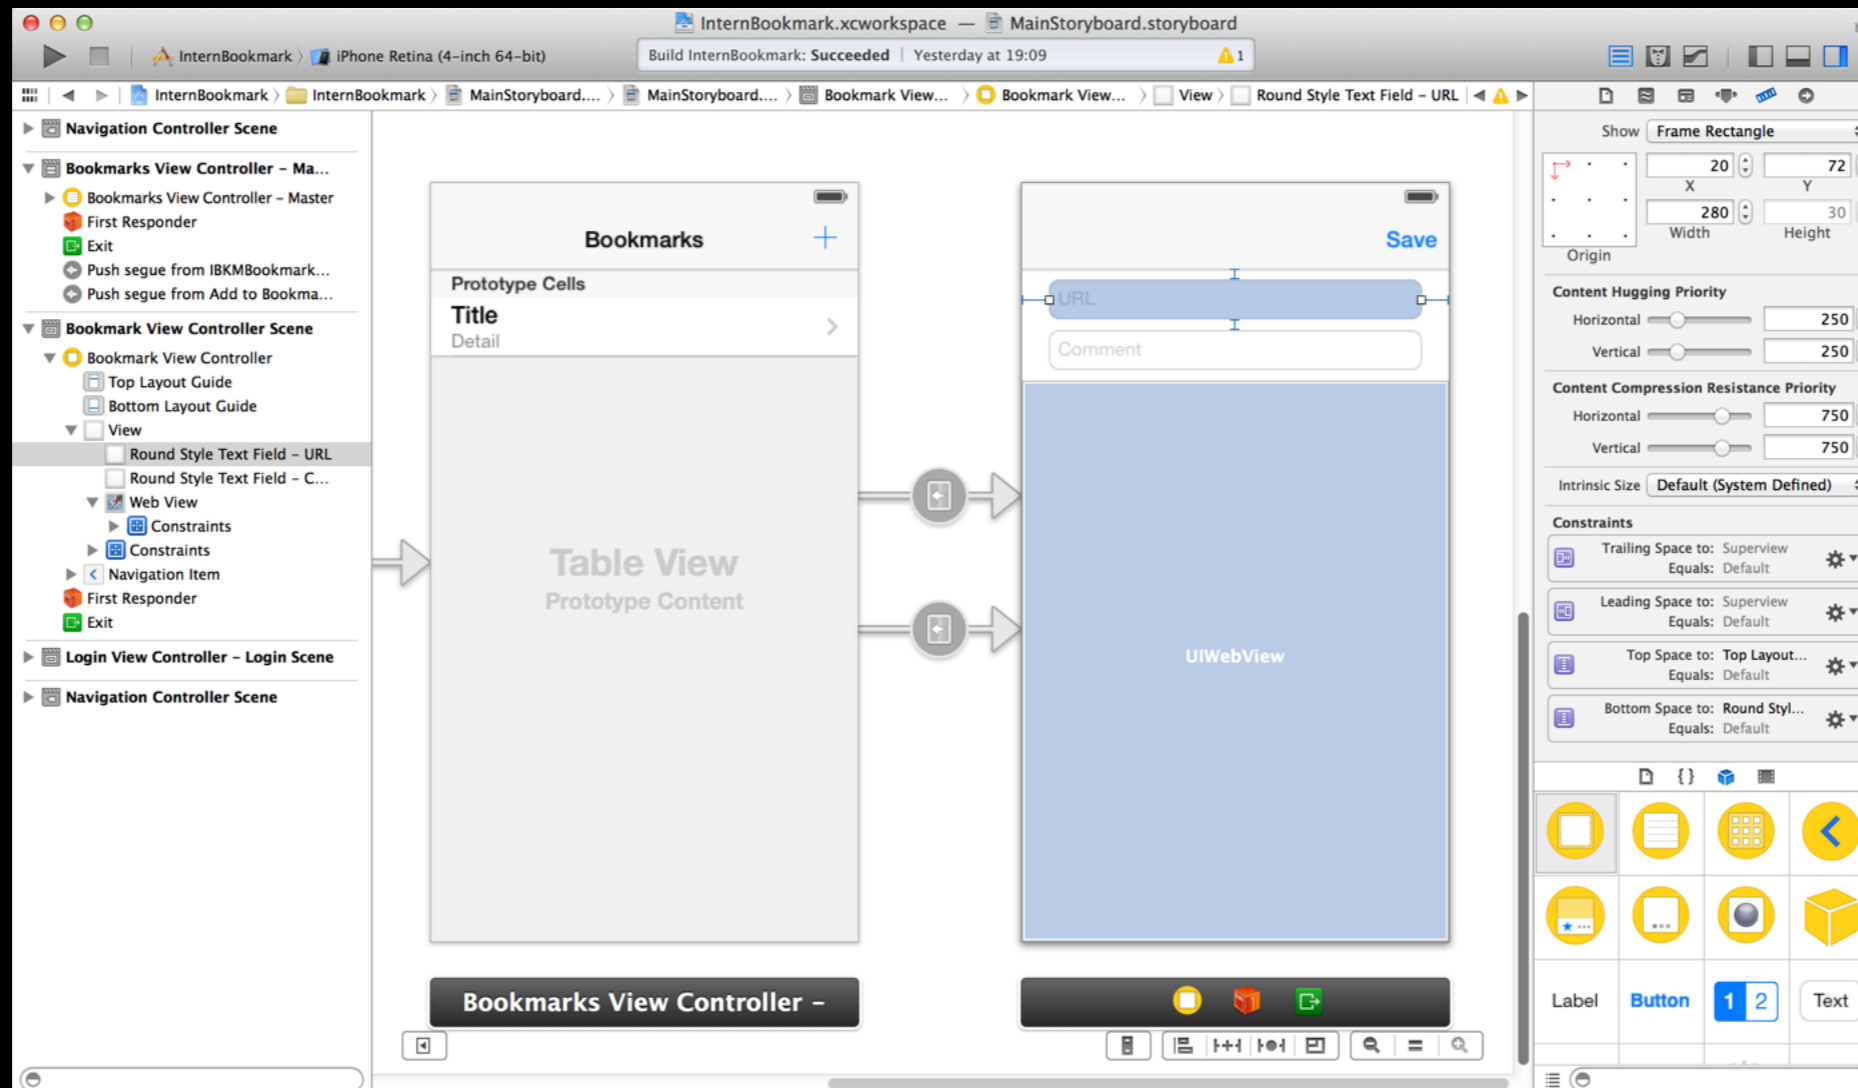 InternBookmark.xcworkspace — MainStoryboard.storyboard
InternBookmark 〉 iPhone Retina (4-inch 64-bit)
Build InternBookmark: Succeeded | Yesterday at 19:09
1
InternBookmark 〉 InternBookmark 〉 MainStoryboard.... 〉 MainStoryboard.... 〉 Bookmark View... 〉 Bookmark View... 〉 View 〉 Round Style Text Field – URL
Navigation Controller Scene
Bookmarks View Controller – Ma...
Bookmarks View Controller – Master
First Responder
Exit
Push segue from IBKMBookmark...
Push segue from Add to Bookma...
Bookmark View Controller Scene
Bookmark View Controller
Top Layout Guide
Bottom Layout Guide
View
Round Style Text Field – URL
Round Style Text Field – C...
Web View
Constraints
Constraints
Navigation Item
First Responder
Exit
Login View Controller – Login Scene
Navigation Controller Scene
Bookmarks
Prototype Cells
Title
Detail
Table View
Prototype Content
Bookmarks View Controller –
Save
URL
Comment
UIWebView
Show Frame Rectangle
20 72
X Y
280 30
Width Height
Origin
Content Hugging Priority
Horizontal 250
Vertical 250
Content Compression Resistance Priority
Horizontal 750
Vertical 750
Intrinsic Size Default (System Defined)
Constraints
Trailing Space to: Superview
Equals: Default
Leading Space to: Superview
Equals: Default
Top Space to: Top Layout...
Equals: Default
Bottom Space to: Round Styl...
Equals: Default
{}
Label Button 1 2 Text